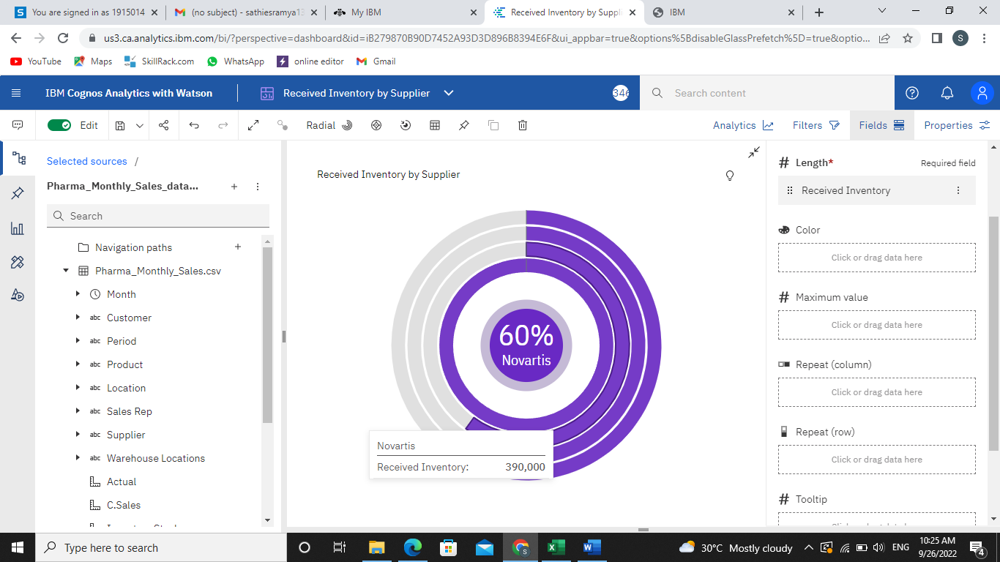 You are signed in as 1915014
(no subject) - sathiesramya13
My IBM
Received Inventory by Suppli
IBM
us3.ca.analytics.ibm.com/bi/?perspective=dashboard&id=iB279870B90D7452A93D3D896B8394E6F&ui_appbar=true&options%5BdisableGlassPrefetch%5D=true&optio...
S
YouTube
Maps
SkillRack.com
WhatsApp
online editor
Gmail
IBM Cognos Analytics with Watson
Received Inventory by Supplier
346
Search content
Edit
Radial
Analytics
Filters
Fields
Properties
Selected sources /
Pharma_Monthly_Sales_data...
Search
Navigation paths
Pharma_Monthly_Sales.csv
Month
abc Customer
abc Period
abc Product
abc Location
abc Sales Rep
abc Supplier
abc Warehouse Locations
Actual
C.Sales
Received Inventory by Supplier
60%
Novartis
Novartis
Received Inventory: 390,000
# Length* Required field
Received Inventory
Color
Click or drag data here
# Maximum value
Click or drag data here
Repeat (column)
Click or drag data here
Repeat (row)
Click or drag data here
# Tooltip
Type here to search
30°C Mostly cloudy
ENG
10:25 AM
9/26/2022
4